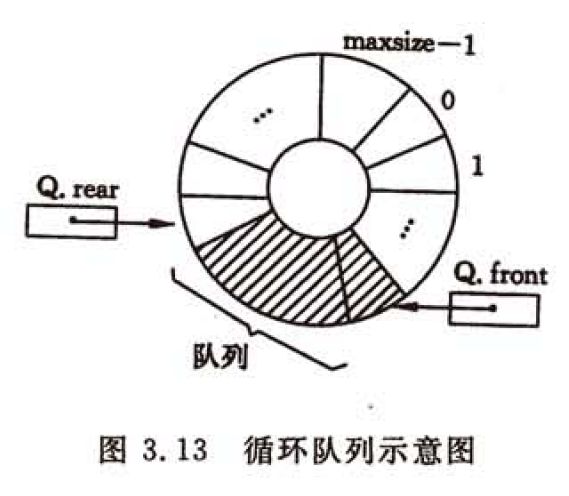 maxsize－1
0
1
Q. rear
Q. front
队列
图 3.13 循环队列示意图